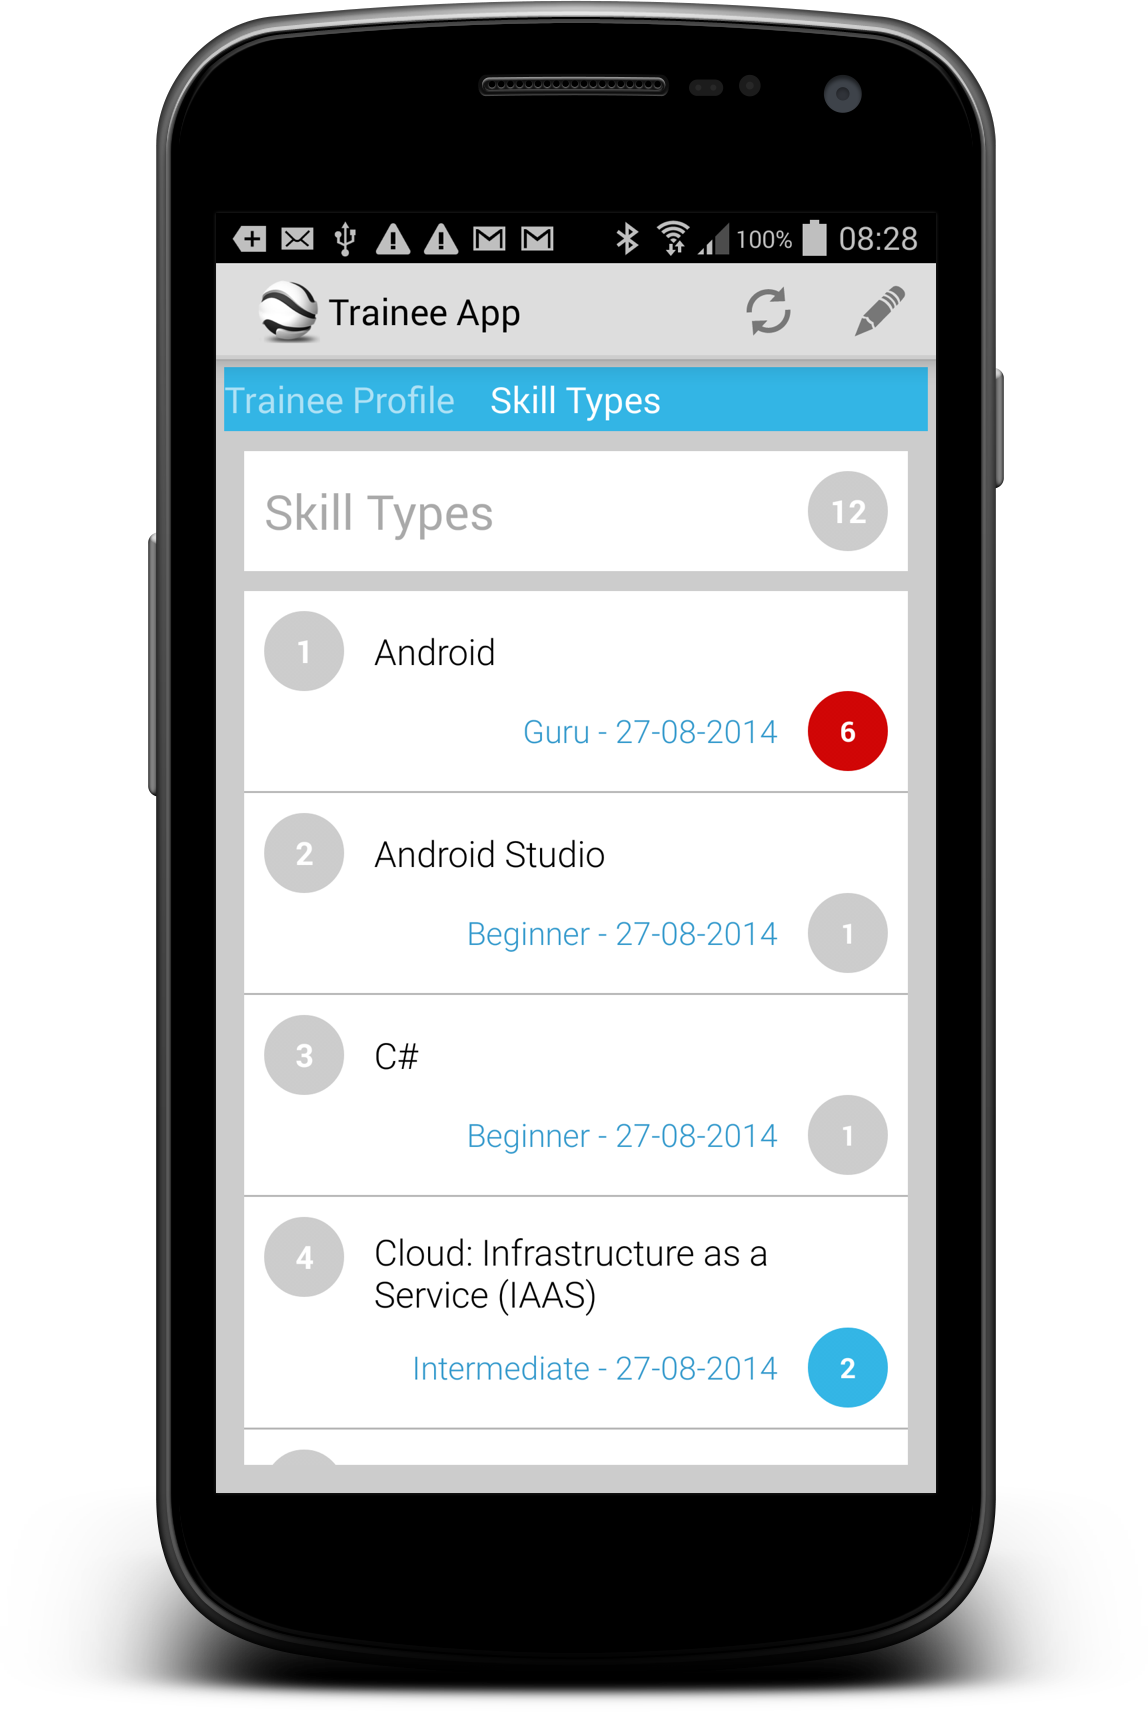 100% 08:28
Trainee App
Trainee Profile Skill Types
Skill Types 12
1 Android
Guru - 27-08-2014 6
2 Android Studio
Beginner - 27-08-2014 1
3 C#
Beginner - 27-08-2014 1
4 Cloud: Infrastructure as a
Service (IAAS)
Intermediate - 27-08-2014 2